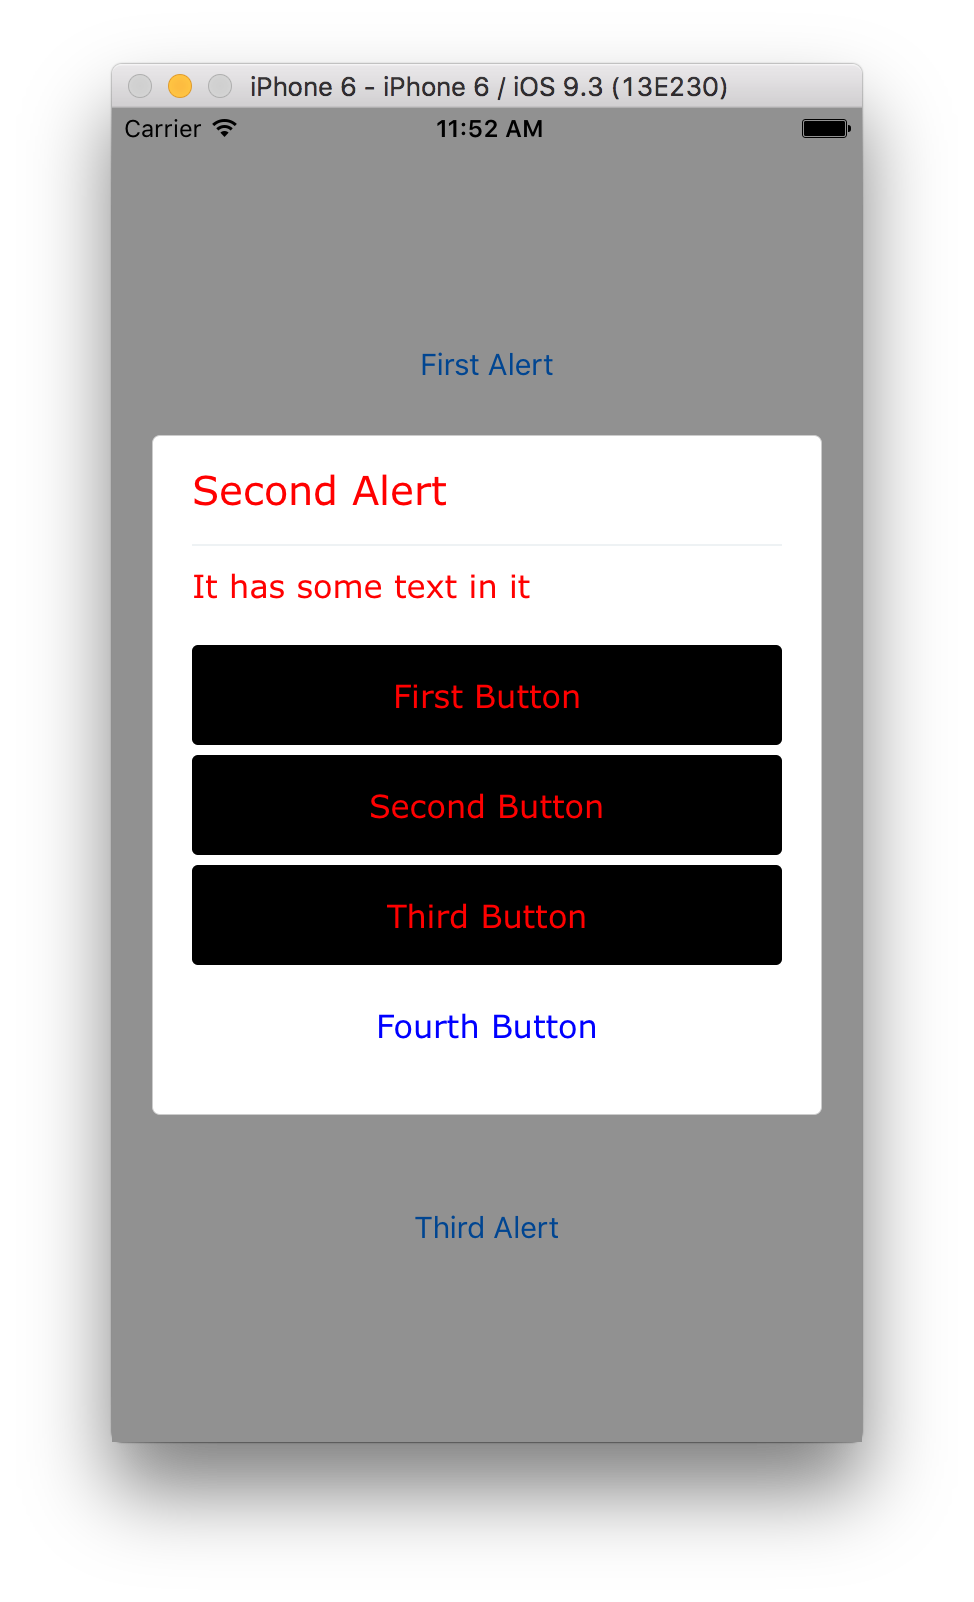 iPhone 6 - iPhone 6 / iOS 9.3 (13E230)
Carrier 11:52 AM
First Alert
Second Alert
It has some text in it
First Button
Second Button
Third Button
Fourth Button
Third Alert